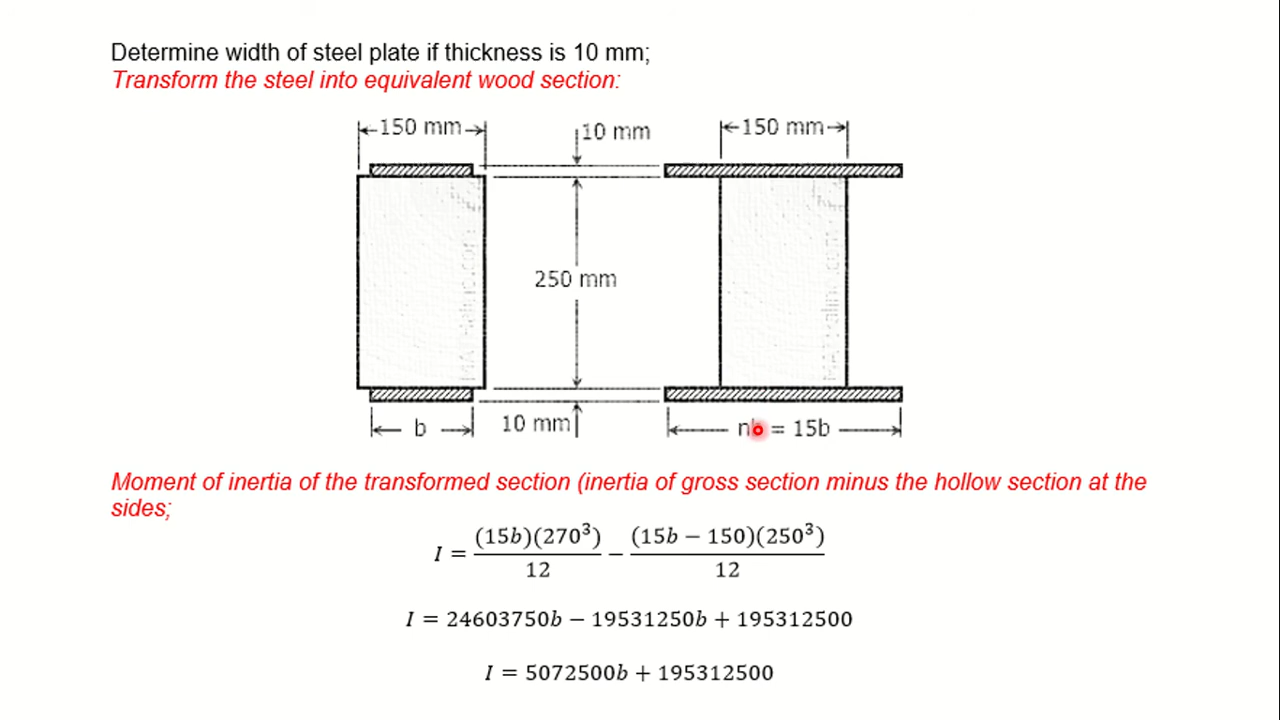 Determine width of steel plate if thickness is 10 mm;
Transform the steel into equivalent wood section:
150 mm 10 mm 150 mm
250 mm
b 10 mm = 15b
Moment of inertia of the transformed section (inertia of gross section minus the hollow section at the
sides;
I = (15b)(270³)/12 − (15b − 150)(250³)/12
I = 24603750b − 19531250b + 195312500
I = 5072500b + 195312500